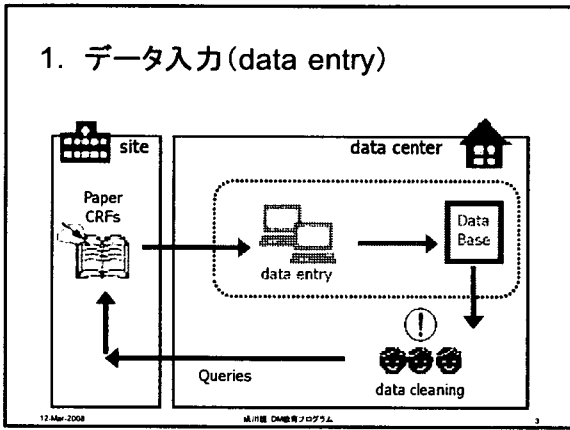 1. データ入力(data entry)
site
data center
Paper
CRFs
data entry
Data
Base
Queries
data cleaning
12-Mar-2008
DM教育プログラム
3